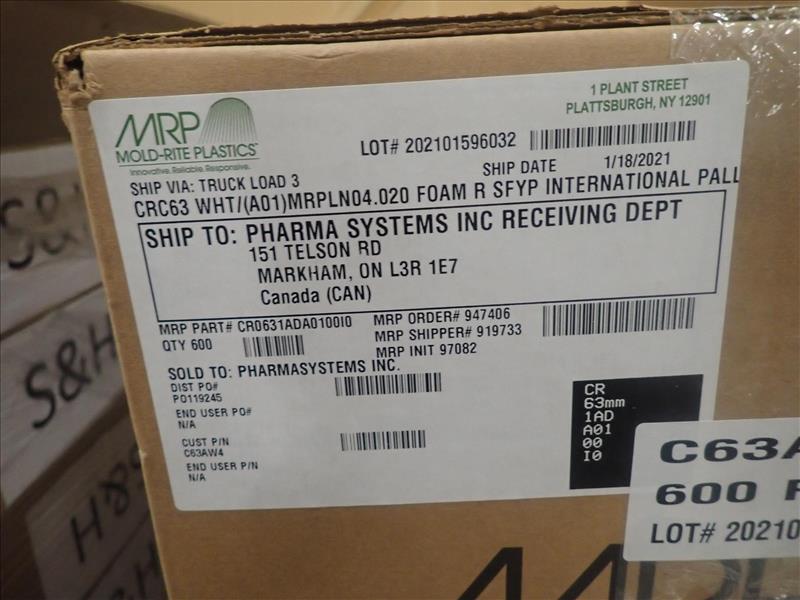 MRP
MOLD-RITE PLASTICS
Innovative. Reliable. Responsive.
1 PLANT STREET
PLATTSBURGH, NY 12901
LOT# 202101596032
SHIP DATE 1/18/2021
SHIP VIA: TRUCK LOAD 3
CRC63 WHT/(A01)MRPLN04.020 FOAM R SFYP INTERNATIONAL PALL
SHIP TO: PHARMA SYSTEMS INC RECEIVING DEPT
151 TELSON RD
MARKHAM, ON L3R 1E7
Canada (CAN)
MRP PART# CR0631ADA0100I0
QTY 600
MRP ORDER# 947406
MRP SHIPPER# 919733
MRP INIT 97082
SOLD TO: PHARMASYSTEMS INC.
DIST PO#
PO119245
END USER PO#
N/A
CUST P/N
C63AW4
END USER P/N
N/A
CR
63mm
1AD
A01
00
I0
C63A
600
LOT# 20210
S&H
S&H
H85
S&H